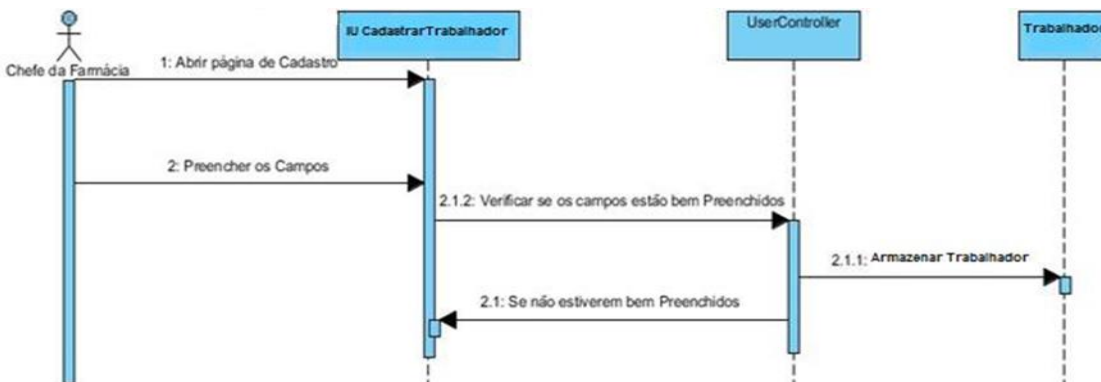 IU CadastrarTrabalhador
UserController
Trabalhador
Chefe da Farmácia
1: Abrir página de Cadastro
2: Preencher os Campos
2.1.2: Verificar se os campos estão bem Preenchidos
2.1.1: Armazenar Trabalhador
2.1: Se não estiverem bem Preenchidos